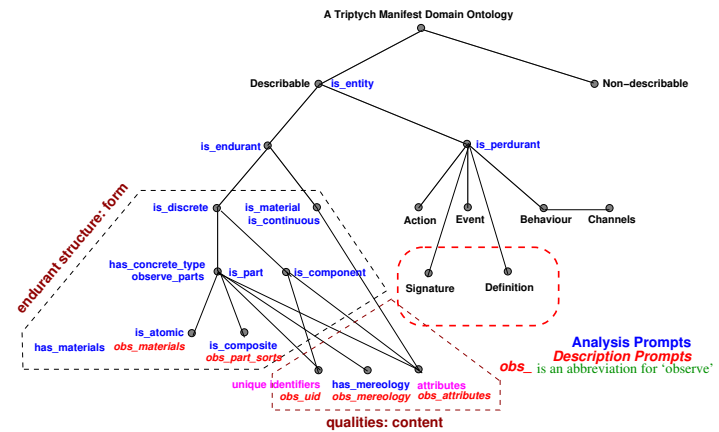 A Triptych Manifest Domain Ontology
Describable
is_entity
Non−describable
is_endurant
is_perdurant
endurant structure: form
is_discrete
is_material
is_continuous
Action
Event
Behaviour
Channels
has_concrete_type
observe_parts
is_part
is_component
Signature
Definition
is_atomic
has_materials
obs_materials
is_composite
obs_part_sorts
Analysis Prompts
Description Prompts
obs_ is an abbreviation for ‘observe’
unique identifiers
obs_uid
has_mereology
obs_mereology
attributes
obs_attributes
qualities: content